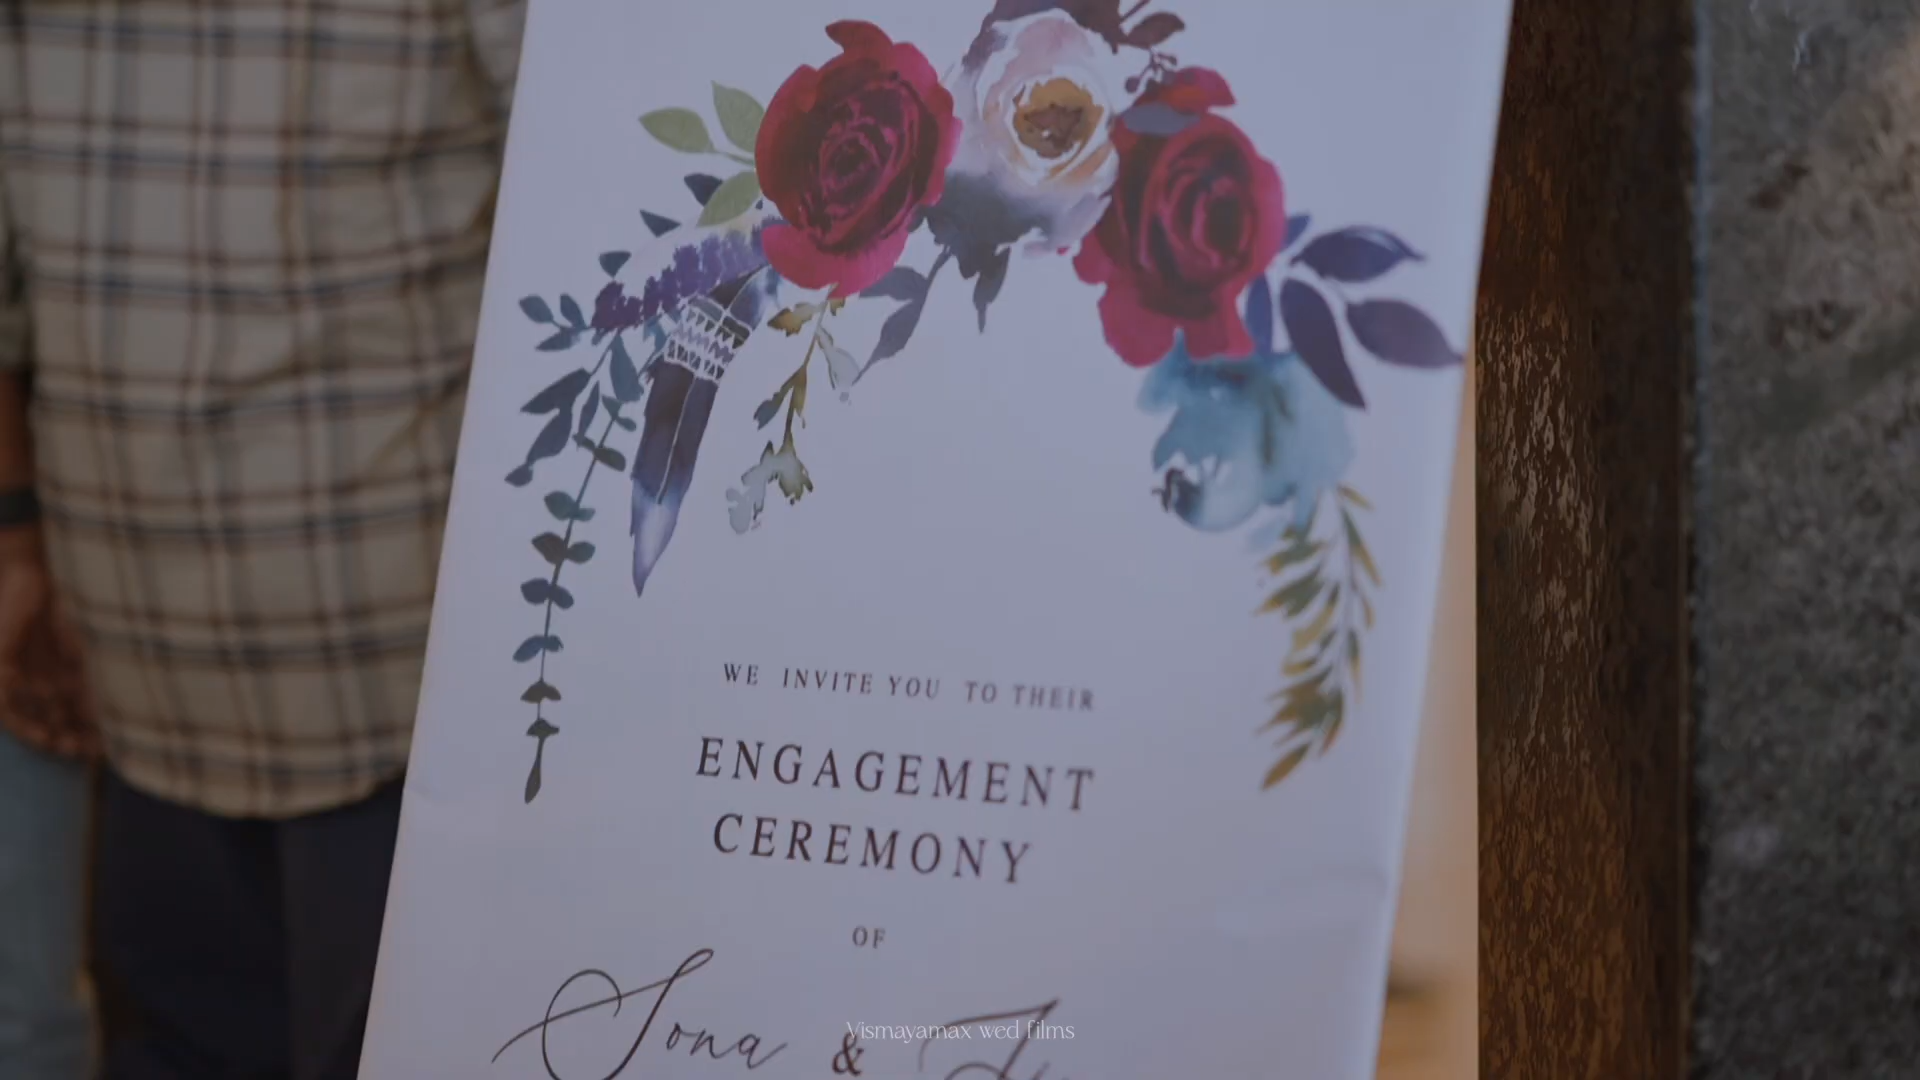 WE INVITE YOU TO THEIR
ENGAGEMENT
CEREMONY
OF
Sona &
Vismayamax wed films